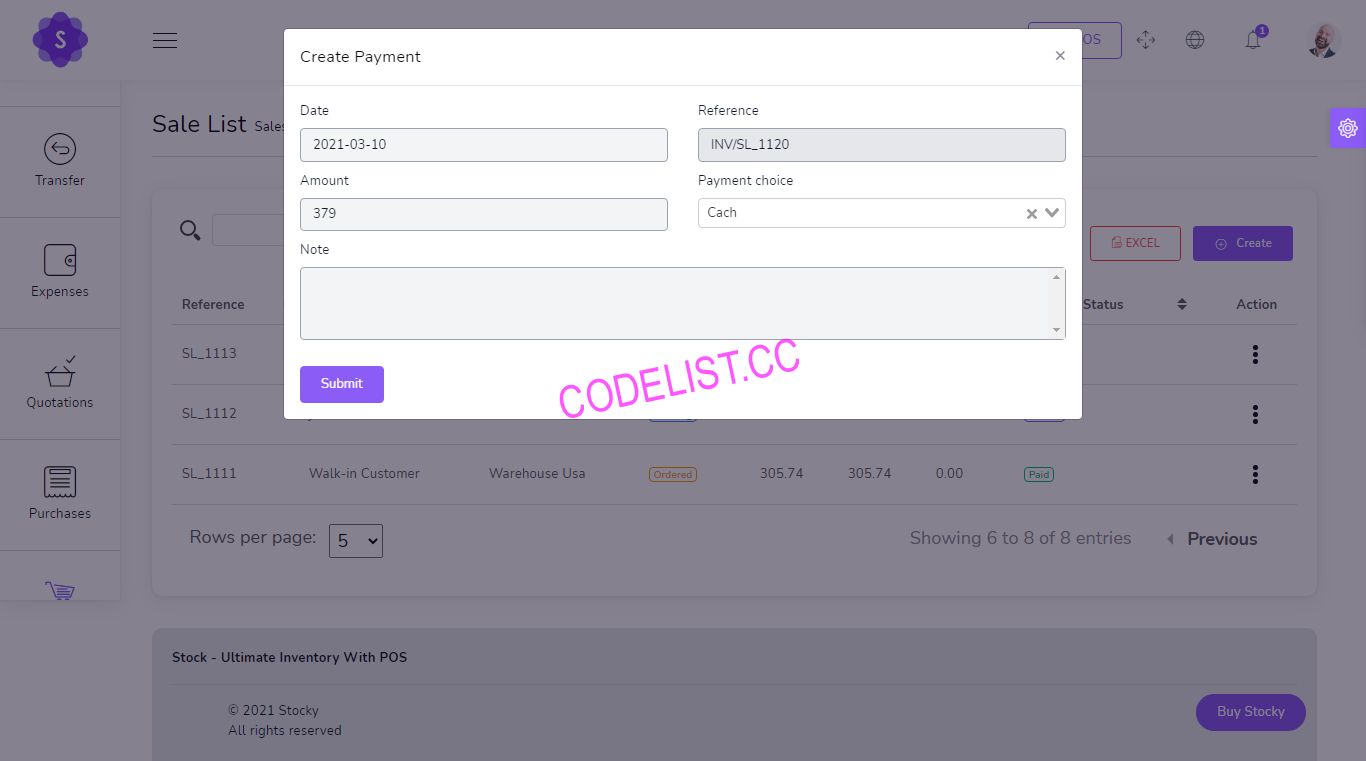 S
OS
1
Create Payment
×
Date
Reference
2021-03-10
INV/SL_1120
Amount
Payment choice
379
Cach
Note
Submit
CODELIST.CC
Sale List Sales
Transfer
Expenses
Quotations
Purchases
EXCEL
Create
Reference Status Action
SL_1113
SL_1112
SL_1111 Walk-in Customer Warehouse Usa Ordered 305.74 305.74 0.00 Paid
Rows per page: 5 Showing 6 to 8 of 8 entries Previous
Stock - Ultimate Inventory With POS
© 2021 Stocky
All rights reserved
Buy Stocky